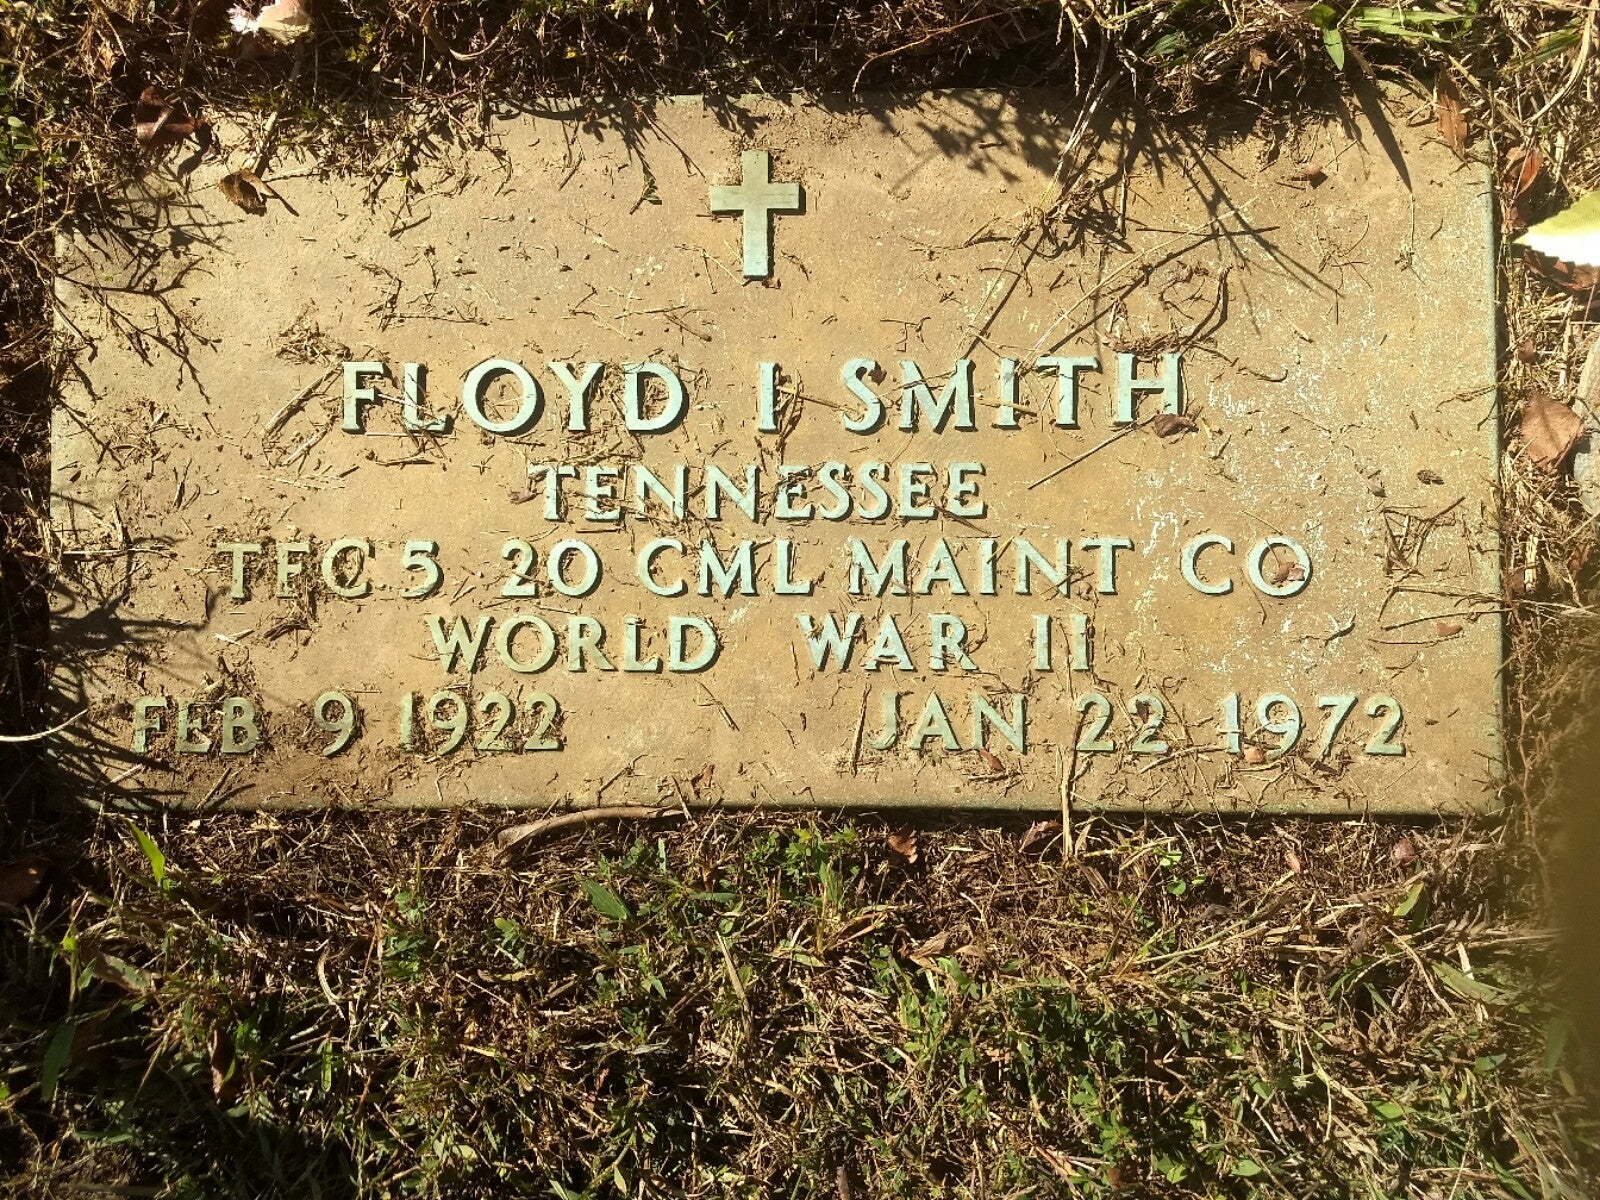 FLOYD I SMITH
TENNESSEE
TEC 5 20 CML MAINT CO
WORLD WAR II
FEB 9 1922 JAN 22 1972